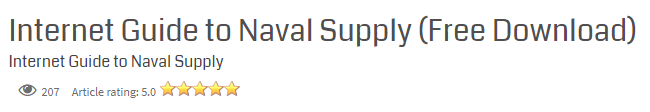 Internet Guide to Naval Supply (Free Download)
Internet Guide to Naval Supply
207 Article rating: 5.0